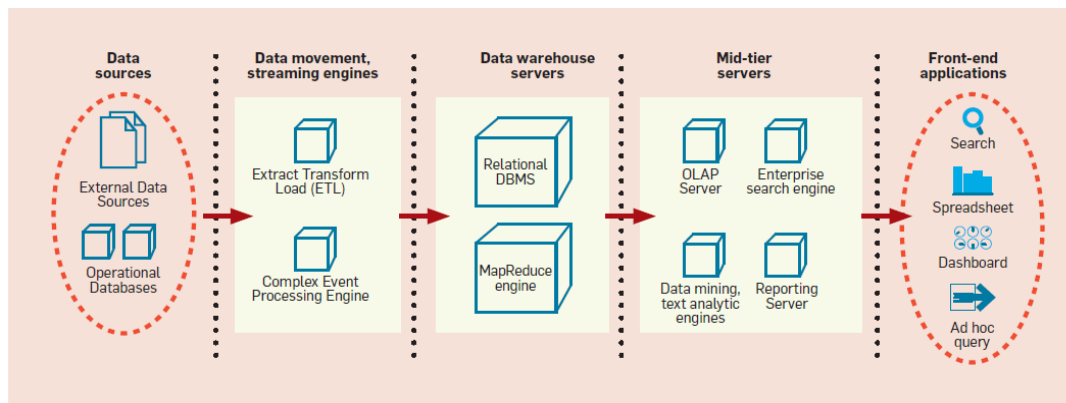 Data
sources
External Data
Sources
Operational
Databases
Data movement,
streaming engines
Extract Transform
Load (ETL)
Complex Event
Processing Engine
Data warehouse
servers
Relational
DBMS
MapReduce
engine
Mid-tier
servers
OLAP
Server
Enterprise
search engine
Data mining,
text analytic
engines
Reporting
Server
Front-end
applications
Search
Spreadsheet
Dashboard
Ad hoc
query